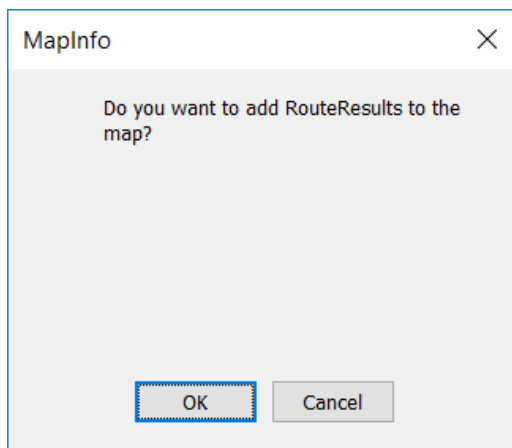 MapInfo
Do you want to add RouteResults to the
map?
OK
Cancel